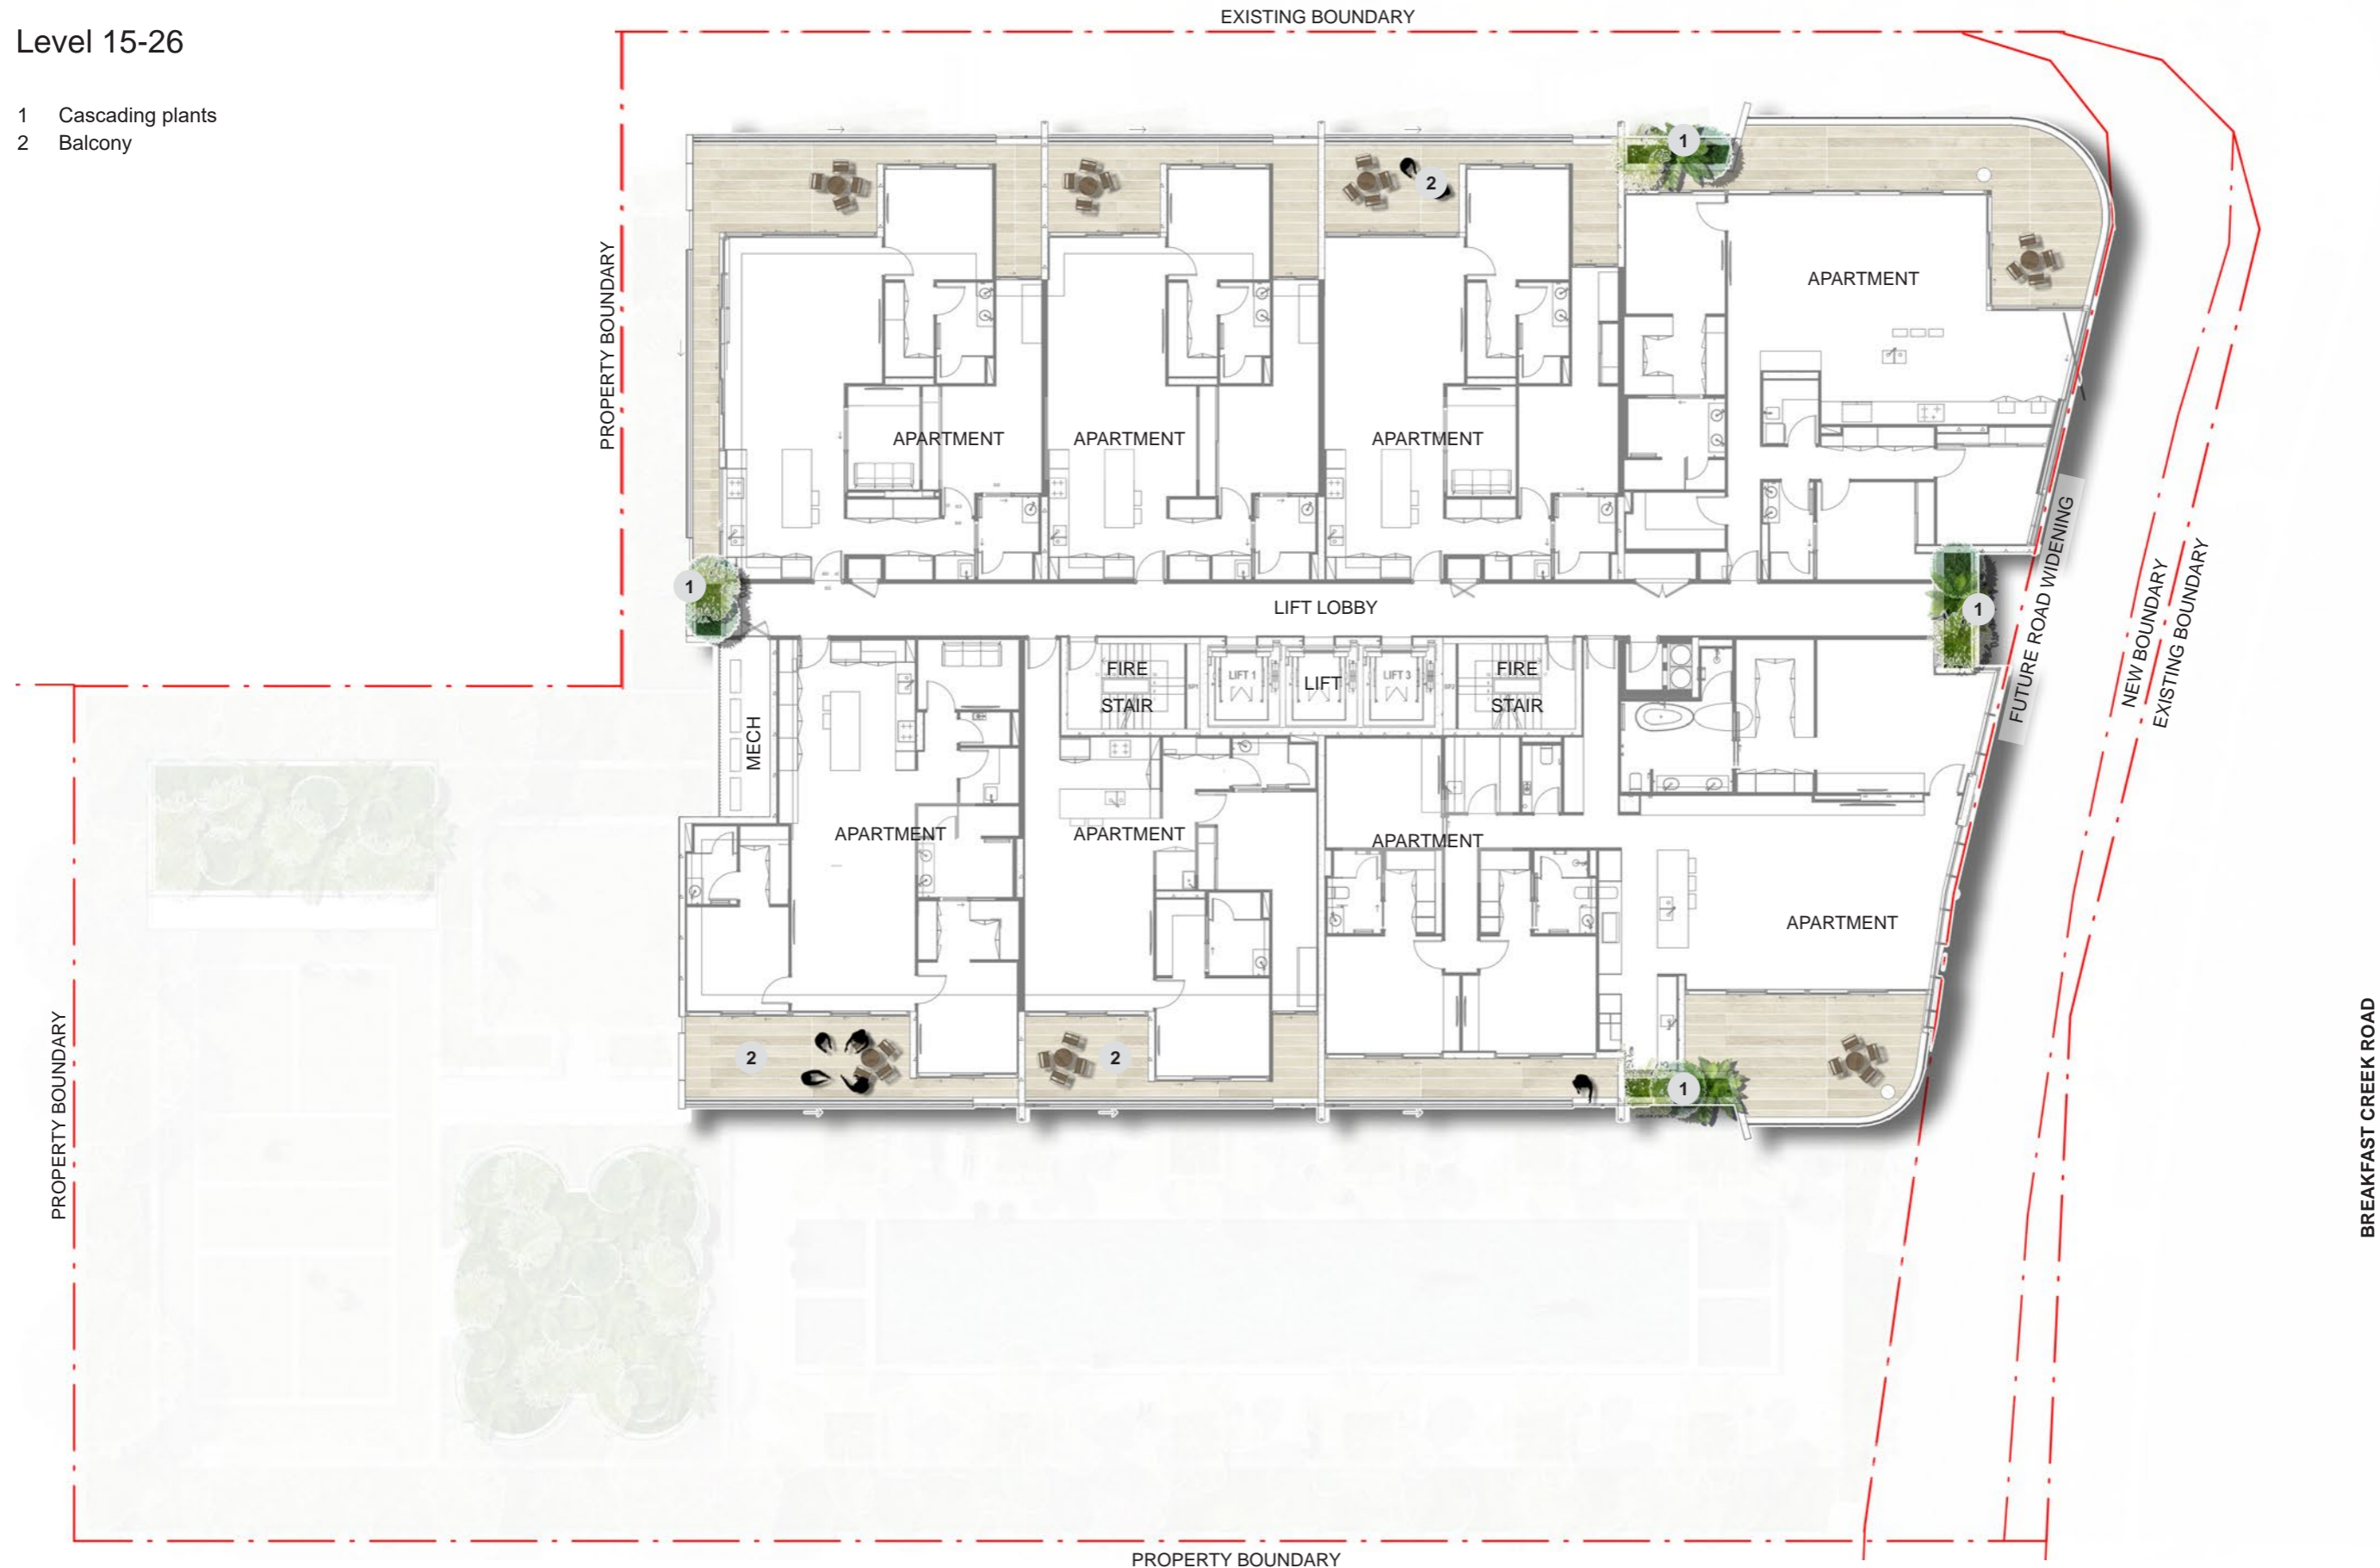 EXISTING BOUNDARY
Level 15-26
1 Cascading plants
2 Balcony
1
2
PROPERTY BOUNDARY
APARTMENT
APARTMENT
APARTMENT
APARTMENT
FUTURE ROAD WIDENING
NEW BOUNDARY
EXISTING BOUNDARY
1
LIFT LOBBY
1
FIRE
STAIR
LIFT 1
LIFT
LIFT 3
FIRE
STAIR
MECH
APARTMENT
APARTMENT
APARTMENT
APARTMENT
PROPERTY BOUNDARY
2
2
1
BREAKFAST CREEK ROAD
PROPERTY BOUNDARY